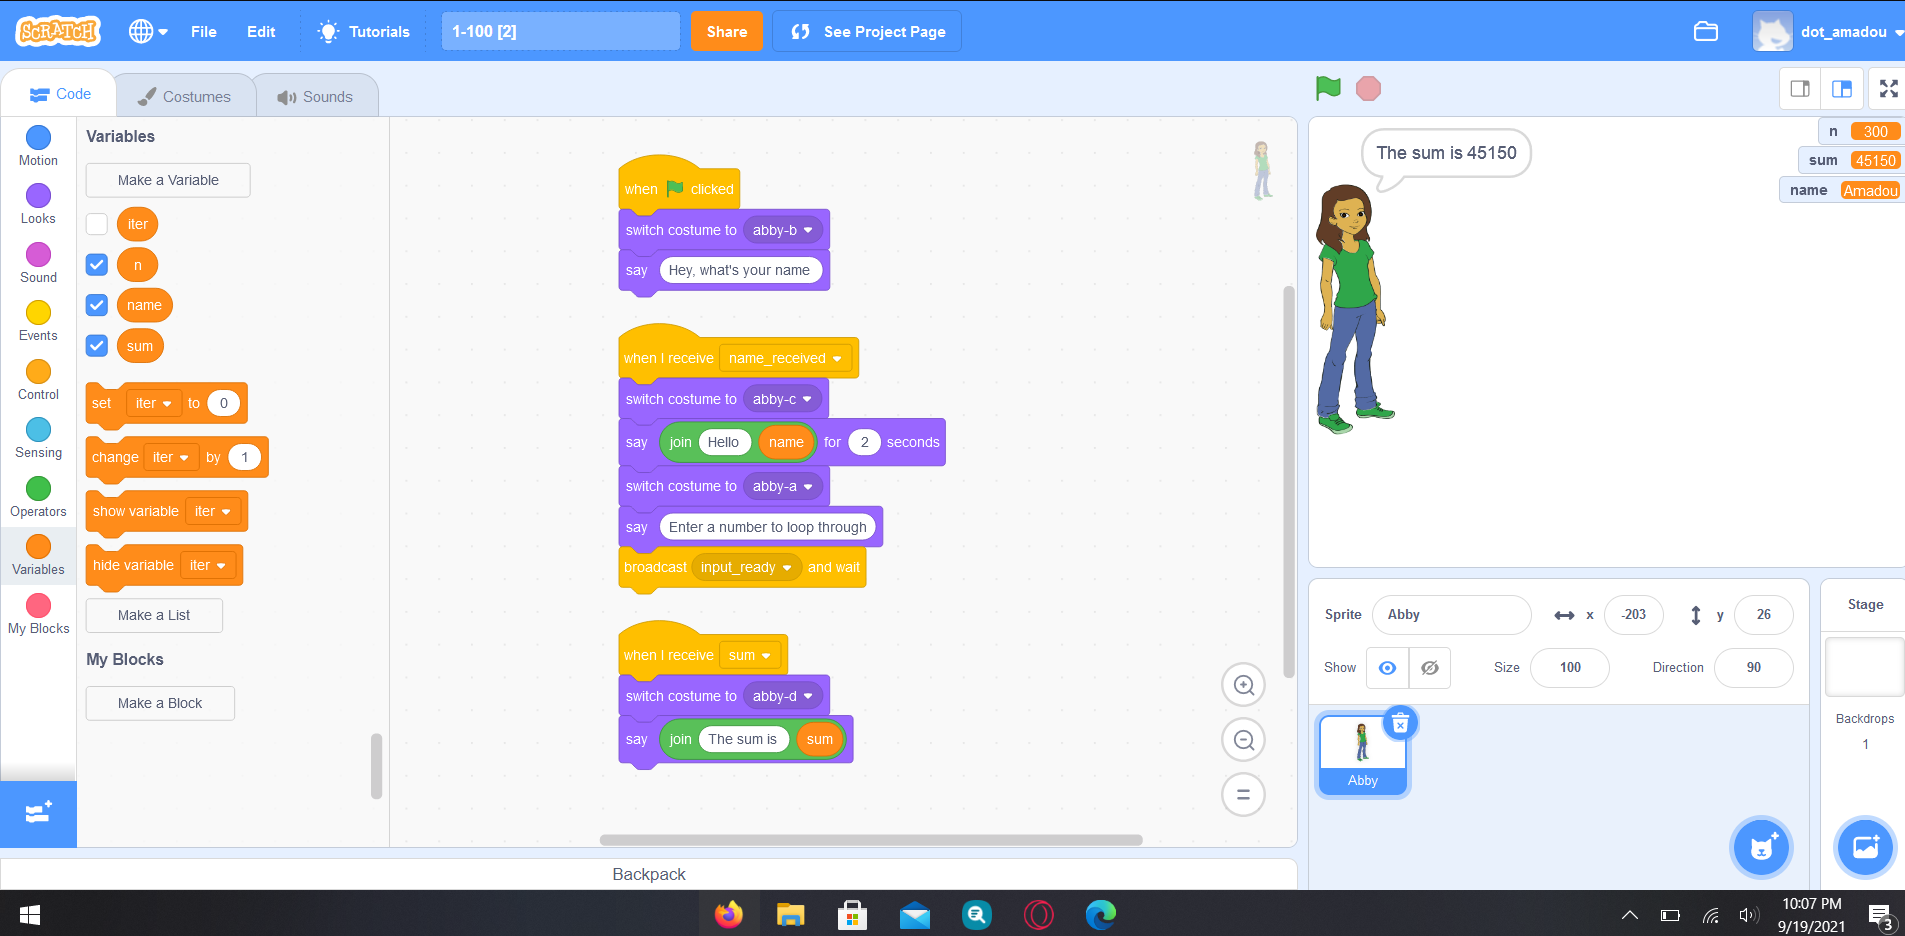 SCRATCH File Edit Tutorials 1-100 [2] Share See Project Page dot_amadou
Code Costumes Sounds
Motion
Looks
Sound
Events
Control
Sensing
Operators
Variables
My Blocks
Variables
Make a Variable
iter
n
name
sum
set iter to 0
change iter by 1
show variable iter
hide variable iter
Make a List
My Blocks
Make a Block
when clicked
switch costume to abby-b
say Hey, what's your name
when I receive name_received
switch costume to abby-c
say join Hello name for 2 seconds
switch costume to abby-a
say Enter a number to loop through
broadcast input_ready and wait
when I receive sum
switch costume to abby-d
say join The sum is sum
Backpack
The sum is 45150
n 300
sum 45150
name Amadou
Sprite Abby x -203 y 26
Show Size 100 Direction 90
Abby
Stage
Backdrops
1
10:07 PM
9/19/2021
3